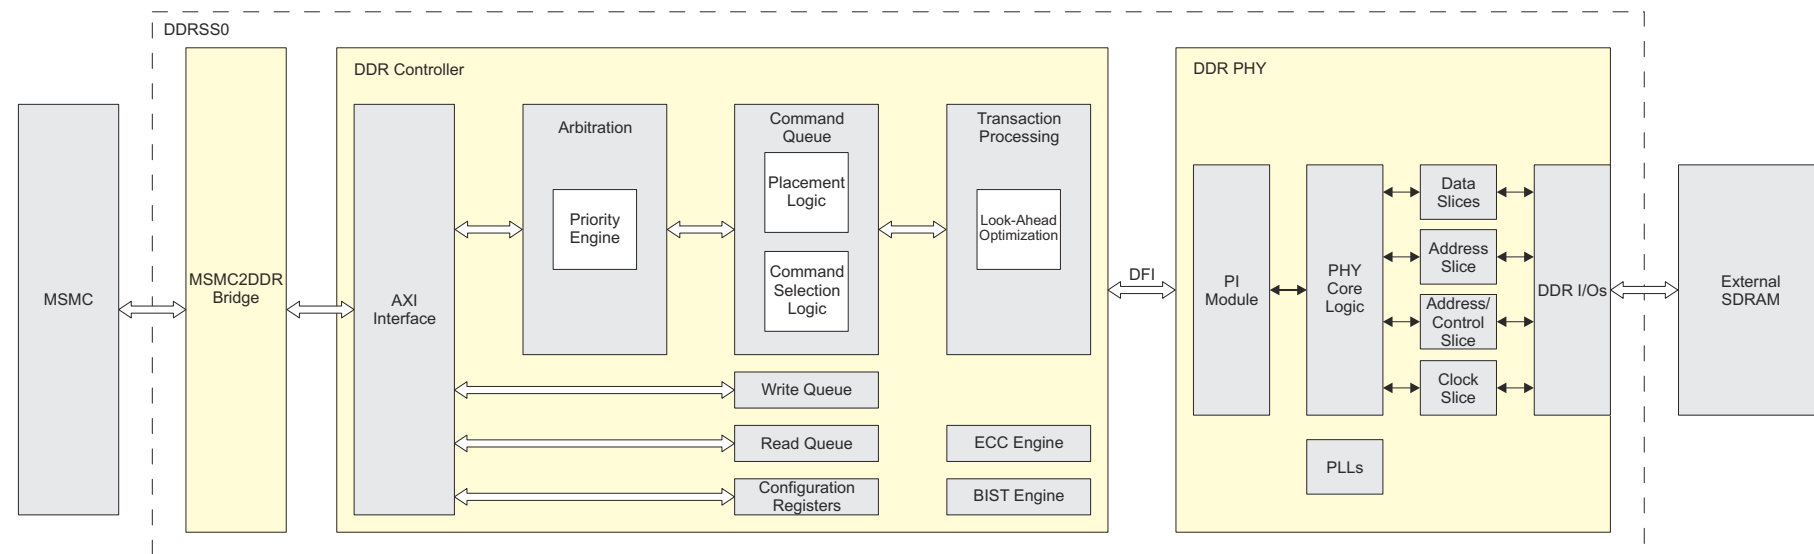 DDRSS0
MSMC
MSMC2DDR
Bridge
DDR Controller
AXI
Interface
Arbitration
Priority
Engine
Command
Queue
Placement
Logic
Command
Selection
Logic
Transaction
Processing
Look-Ahead
Optimization
Write Queue
Read Queue
Configuration
Registers
ECC Engine
BIST Engine
DFI
DDR PHY
PI
Module
PHY
Core
Logic
PLLs
Data
Slices
Address
Slice
Address/
Control
Slice
Clock
Slice
DDR I/Os
External
SDRAM